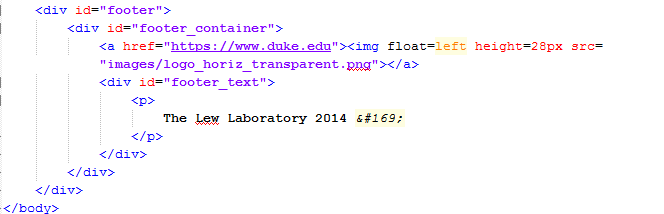 <div id="footer">
<div id="footer_container">
<a href="https://www.duke.edu"><img float=left height=28px src=
"images/logo_horiz_transparent.png"></a>
<div id="footer_text">
<p>
The Lew Laboratory 2014 &#169;
</p>
</div>
</div>
</div>
</body>